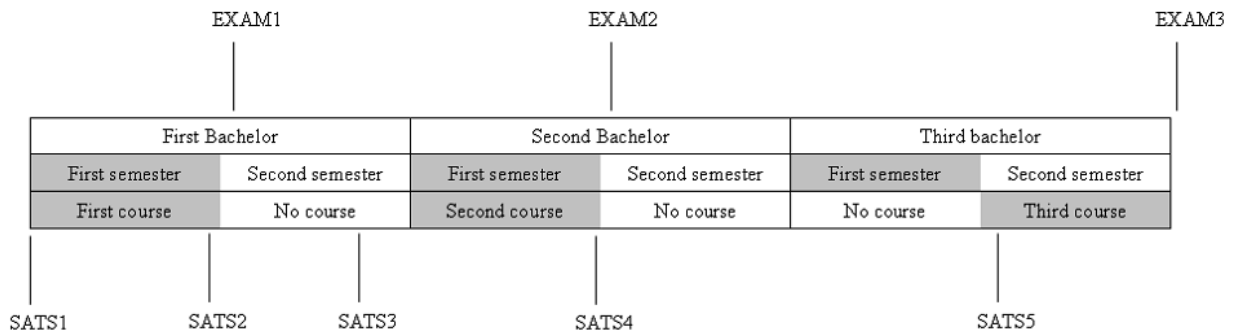 EXAM1 EXAM2 EXAM3
First Bachelor Second Bachelor Third bachelor
First semester Second semester First semester Second semester First semester Second semester
First course No course Second course No course No course Third course
SATS1 SATS2 SATS3 SATS4 SATS5